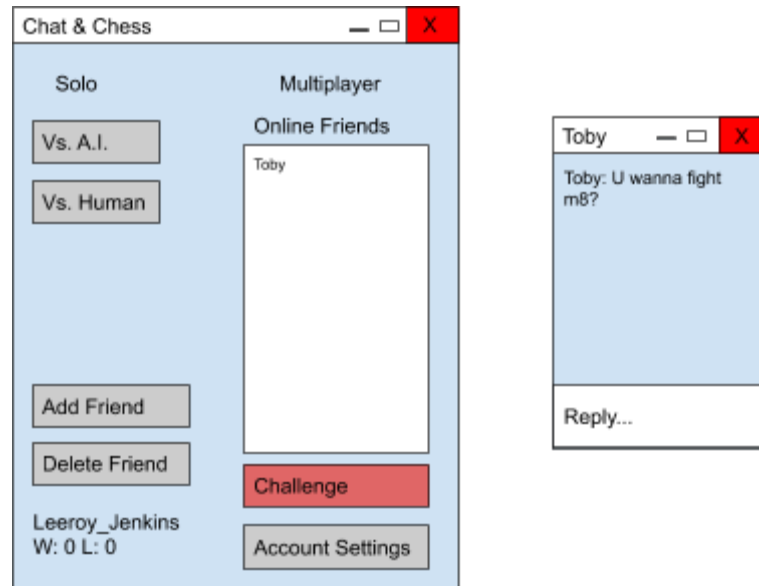 Chat & Chess
X
Solo
Multiplayer
Vs. A.I.
Vs. Human
Online Friends
Toby
Add Friend
Delete Friend
Challenge
Leeroy_Jenkins
W: 0 L: 0
Account Settings
Toby
X
Toby: U wanna fight
m8?
Reply...